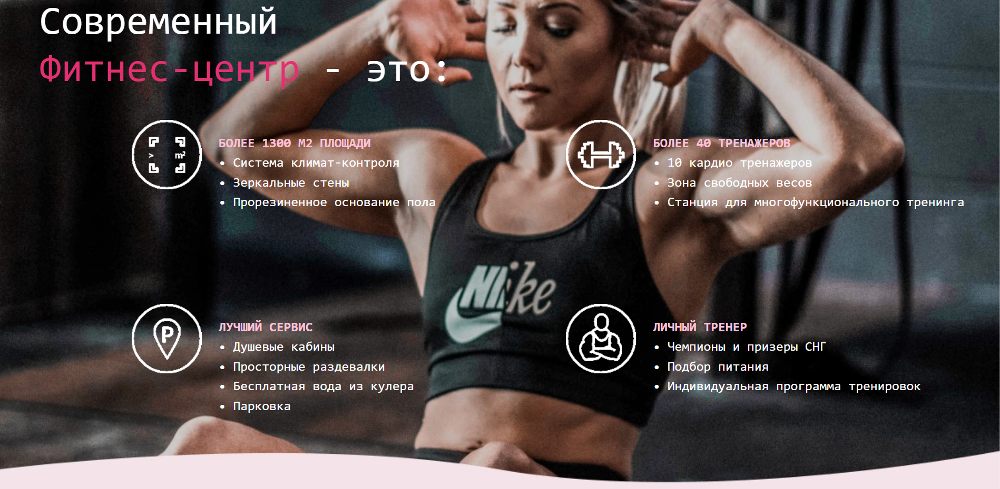 Современный
Фитнес-центр - это:
БОЛЕЕ 1300 М2 ПЛОЩАДИ
• Система климат-контроля
• Зеркальные стены
• Прорезиненное основание пола
> m²
БОЛЕЕ 40 ТРЕНАЖЕРОВ
• 10 кардио тренажеров
• Зона свободных весов
• Станция для многофункционального тренинга
Nike
P
ЛУЧШИЙ СЕРВИС
• Душевые кабины
• Просторные раздевалки
• Бесплатная вода из кулера
• Парковка
ЛИЧНЫЙ ТРЕНЕР
• Чемпионы и призеры СНГ
• Подбор питания
• Индивидуальная программа тренировок